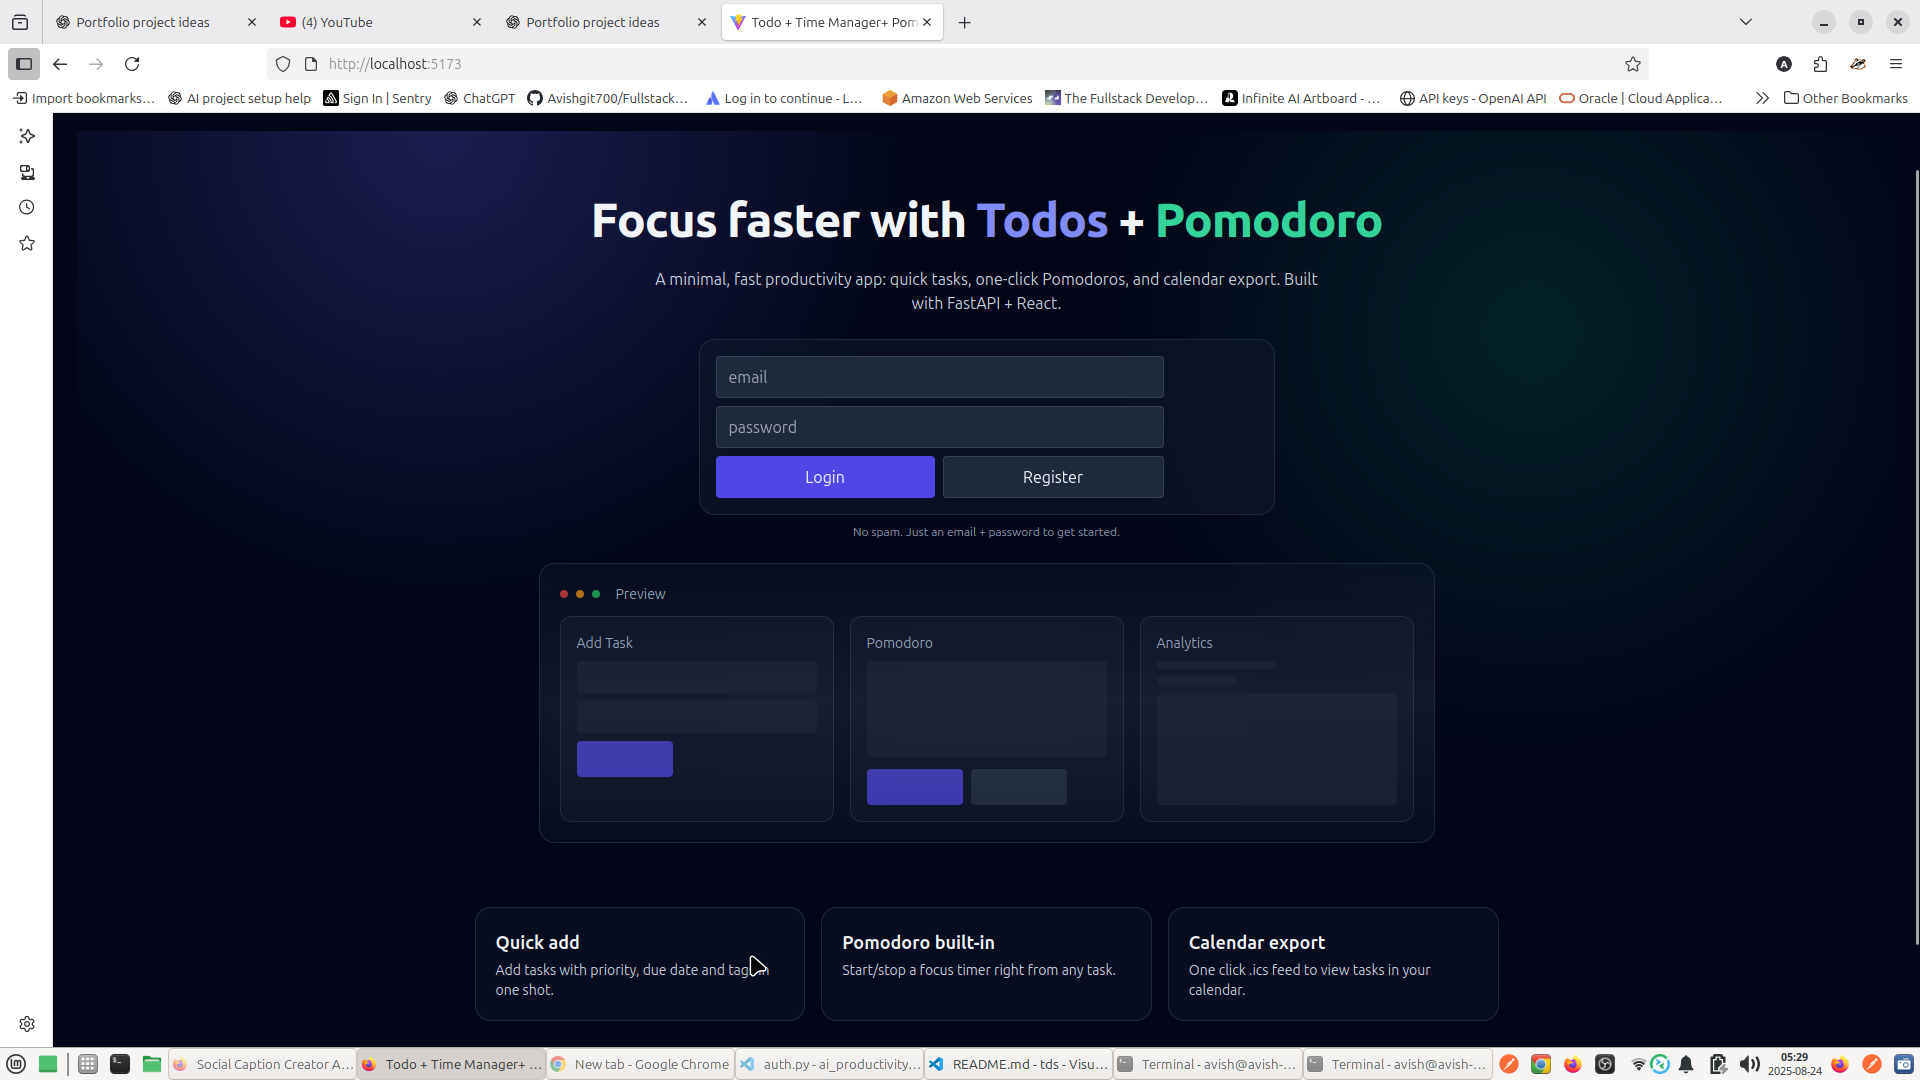 Portfolio project ideas
(4) YouTube
Portfolio project ideas
Todo + Time Manager+ Pom
http://localhost:5173
A
Import bookmarks…
AI project setup help
Sign In | Sentry
ChatGPT
Avishgit700/Fullstack…
Log in to continue - L…
Amazon Web Services
The Fullstack Develop…
Infinite AI Artboard - …
API keys - OpenAI API
Oracle | Cloud Applica…
Other Bookmarks
Focus faster with Todos + Pomodoro
A minimal, fast productivity app: quick tasks, one-click Pomodoros, and calendar export. Built
with FastAPI + React.
email
password
Login
Register
No spam. Just an email + password to get started.
Preview
Add Task
Pomodoro
Analytics
Quick add
Add tasks with priority, due date and tag in
one shot.
Pomodoro built-in
Start/stop a focus timer right from any task.
Calendar export
One click .ics feed to view tasks in your
calendar.
Social Caption Creator A…
Todo + Time Manager+ …
New tab - Google Chrome
auth.py - ai_productivity…
README.md - tds - Visu…
Terminal - avish@avish-…
Terminal - avish@avish-…
05:29
2025-08-24